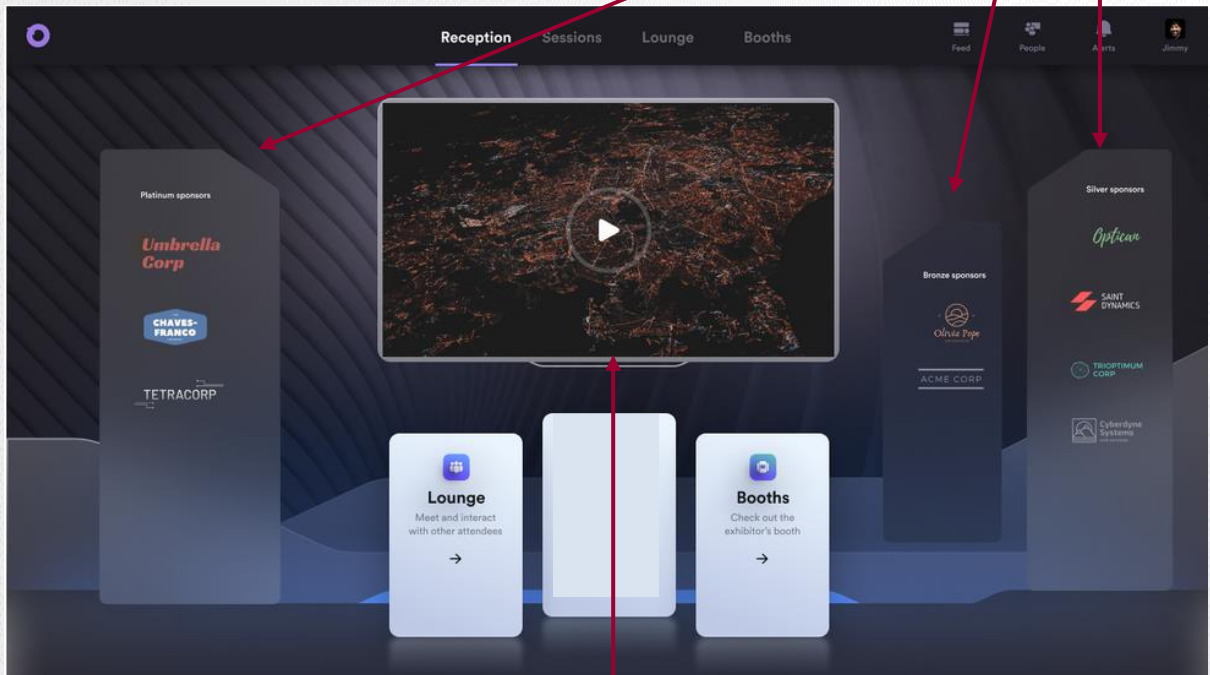 Reception
Sessions
Lounge
Booths
Feed
People
Alerts
Jimmy
Platinum sponsors
Umbrella
Corp
CHAVES-
FRANCO
TETRACORP
Bronze sponsors
Olivia Pope
ACME CORP
Silver sponsors
Optican
SAINT
DYNAMICS
TRIOPTIMUM
CORP
Cyberdyne
Systems
Lounge
Meet and interact
with other attendees
Booths
Check out the
exhibitor's booth